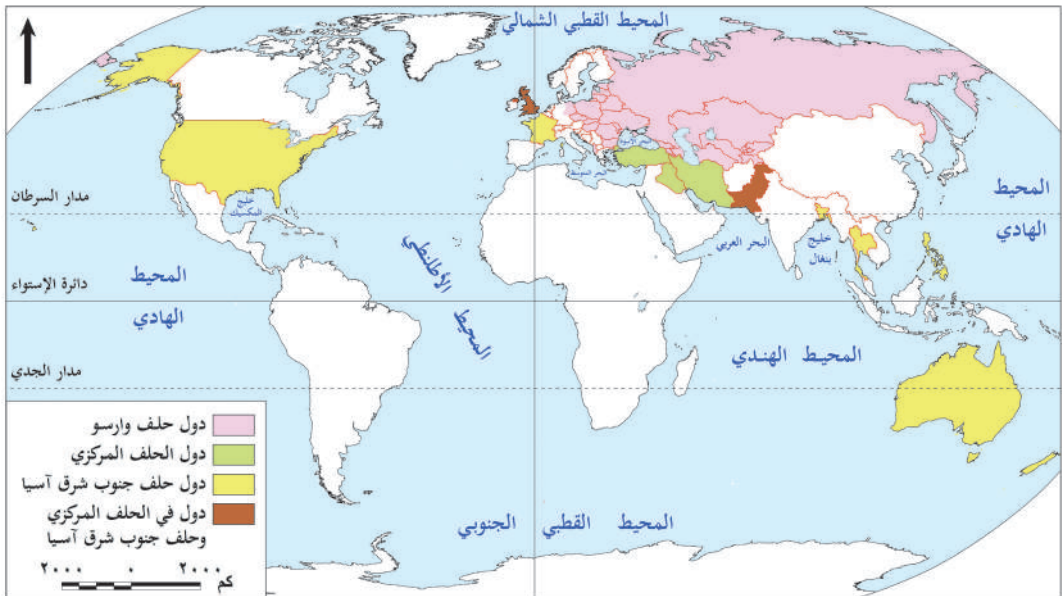 المحيط القطبي الشمالي
البحر المتوسط
مدار السرطان
خليج
المكسيك
المحيط
الهادي
البحر العربي
خليج
بنغال
المحيط
الأطلنطي
دائرة الإستواء
المحيط
الهادي
المحيط الهندي
مدار الجدي
دول حلف وارسو
دول الحلف المركزي
دول حلف جنوب شرق آسيا
دول في الحلف المركزي
وحلف جنوب شرق آسيا
٢٠٠٠ ٠ ٢٠٠٠ كم
المحيط القطبي الجنوبي